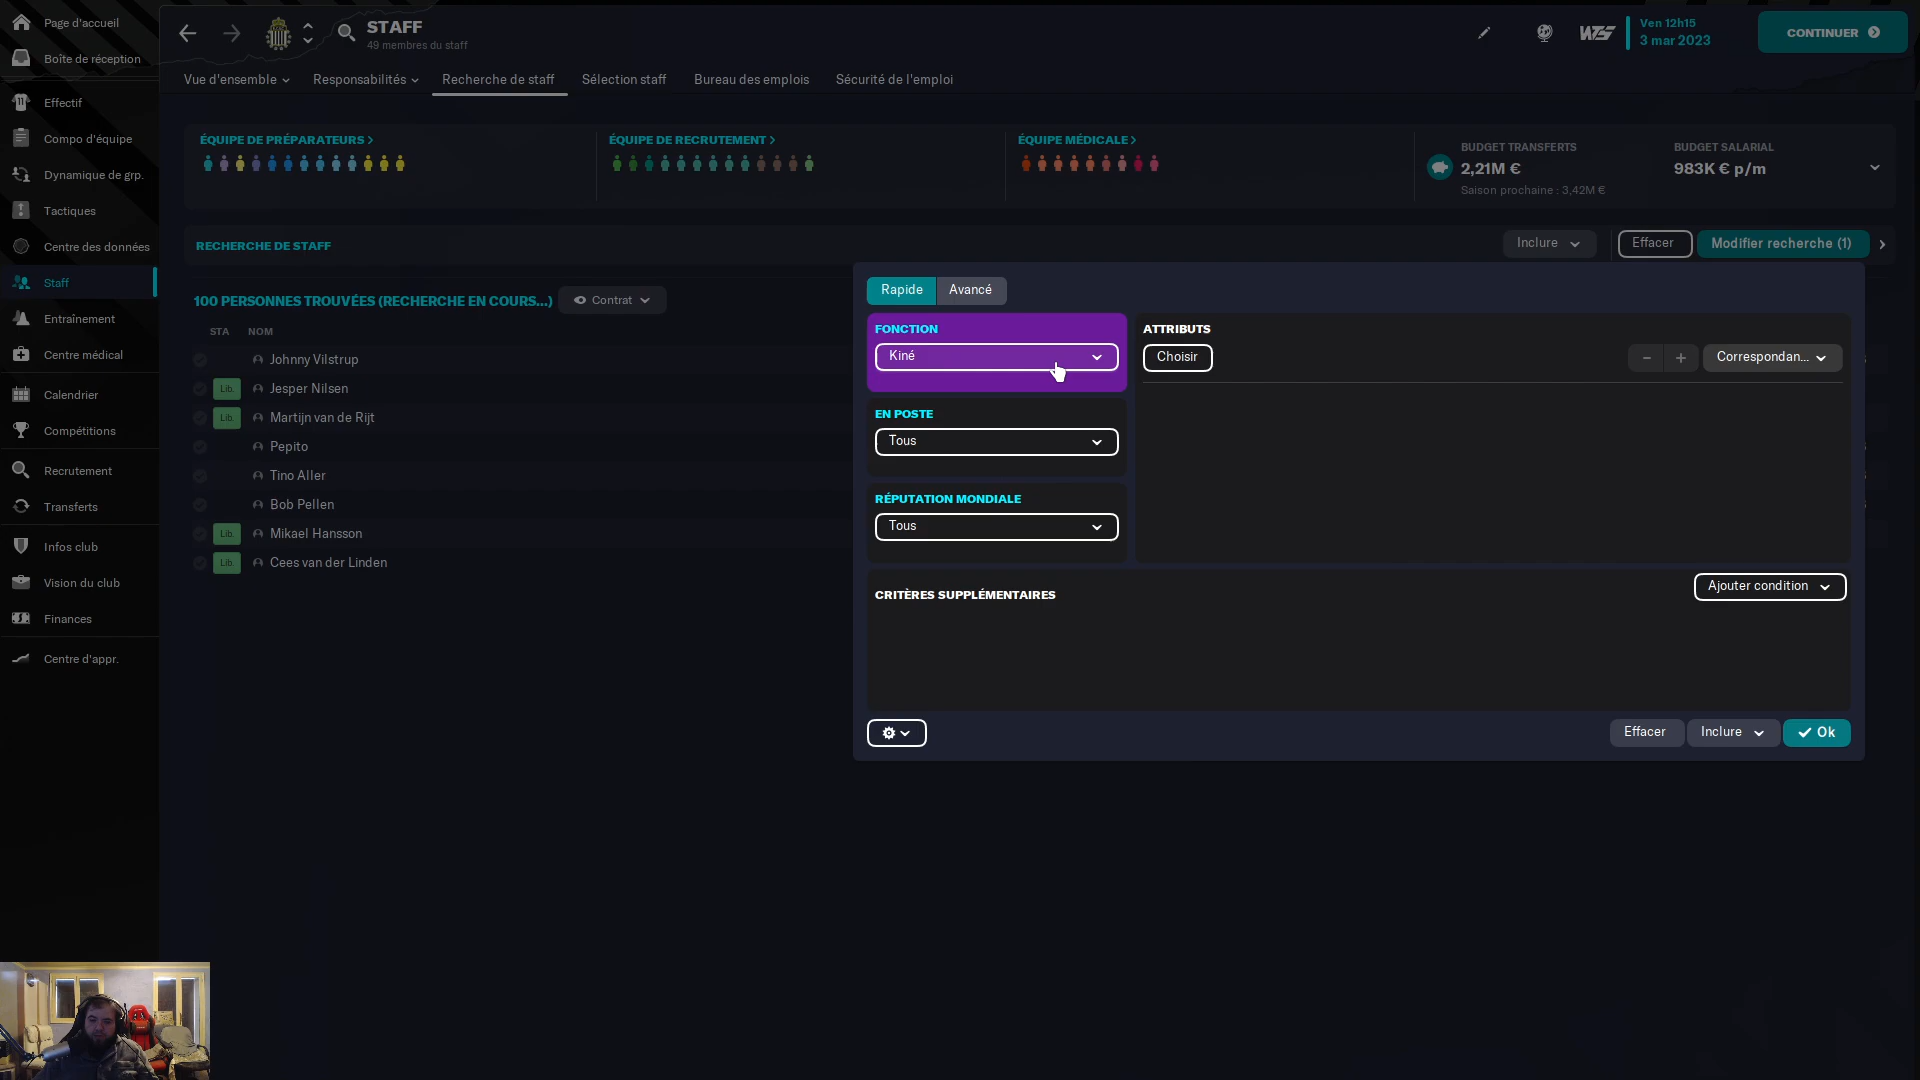 Page d'accueil
Boîte de réception
Effectif
Compo d'équipe
Dynamique de grp.
Tactiques
Centre des données
Staff
Entraînement
Centre médical
Calendrier
Compétitions
Recrutement
Transferts
Infos club
Vision du club
Finances
Centre d'appr.
STAFF
49 membres du staff
Ven 12h15
3 mar 2023
CONTINUER
Vue d'ensemble
Responsabilités
Recherche de staff
Sélection staff
Bureau des emplois
Sécurité de l'emploi
ÉQUIPE DE PRÉPARATEURS >
ÉQUIPE DE RECRUTEMENT >
ÉQUIPE MÉDICALE >
BUDGET TRANSFERTS
2,21M €
Saison prochaine : 3,42M €
BUDGET SALARIAL
983K € p/m
RECHERCHE DE STAFF
Inclure
Effacer
Modifier recherche (1)
100 PERSONNES TROUVÉES (RECHERCHE EN COURS...)
Contrat
STA NOM
Johnny Vilstrup
Lib. Jesper Nilsen
Lib. Martijn van de Rijt
Pepito
Tino Aller
Bob Pellen
Lib. Mikael Hansson
Lib. Cees van der Linden
Rapide
Avancé
FONCTION
Kiné
EN POSTE
Tous
RÉPUTATION MONDIALE
Tous
ATTRIBUTS
Choisir
Correspondan...
CRITÈRES SUPPLÉMENTAIRES
Ajouter condition
Effacer
Inclure
Ok